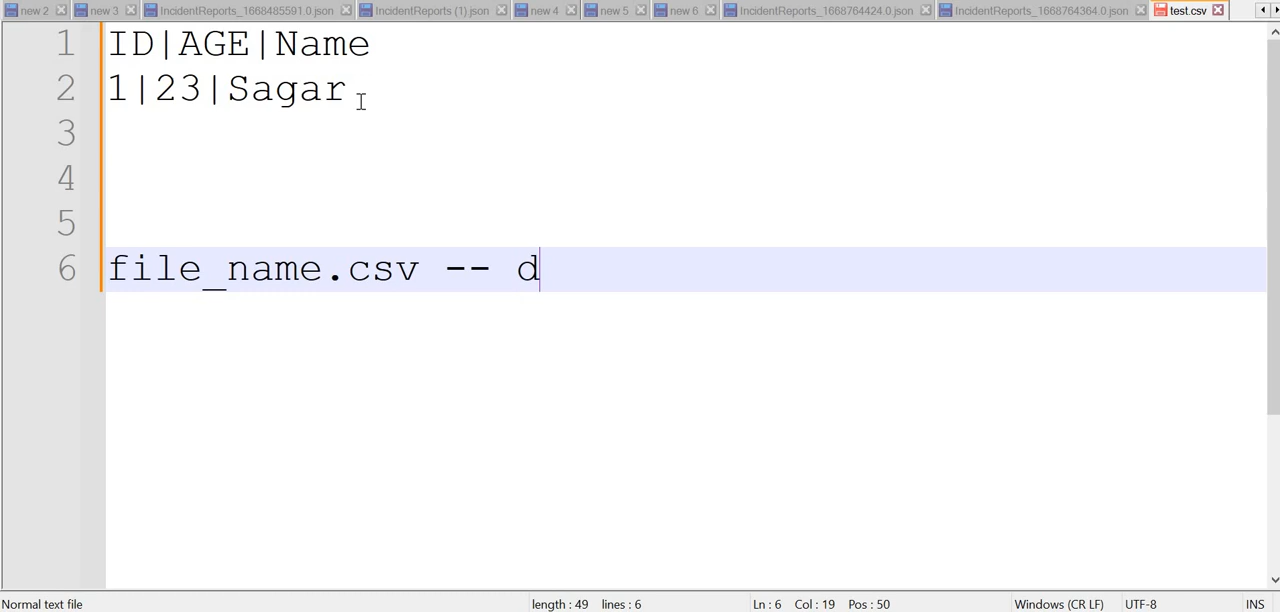 new 2 new 3 IncidentReports_1668485591.0.json IncidentReports (1).json new 4 new 5 new 6 IncidentReports_1668764424.0.json IncidentReports_1668764364.0.json test.csv
1 ID|AGE|Name
2 1|23|Sagar
3
4
5
6 file_name.csv -- d
Normal text file length : 49 lines : 6 Ln : 6 Col : 19 Pos : 50 Windows (CR LF) UTF-8 INS